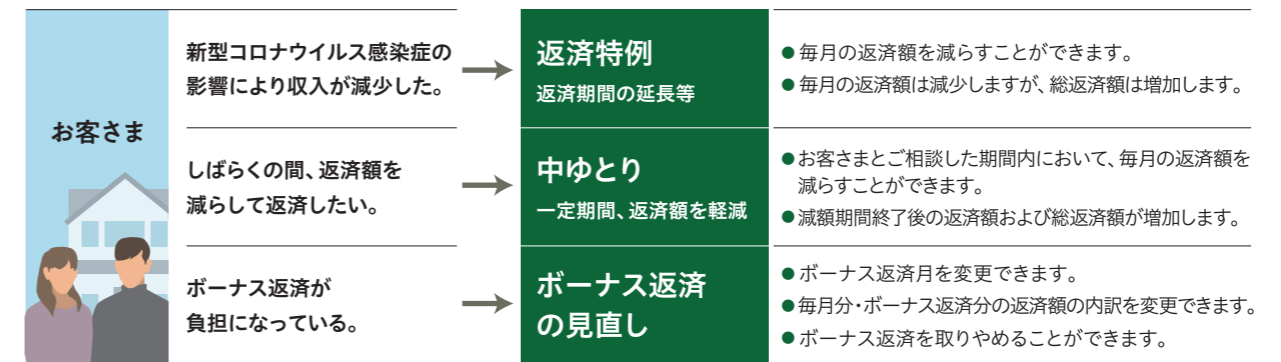 お客さま
新型コロナウイルス感染症の
影響により収入が減少した。
返済特例
返済期間の延長等
●毎月の返済額を減らすことができます。
●毎月の返済額は減少しますが、総返済額は増加します。
しばらくの間、返済額を
減らして返済したい。
中ゆとり
一定期間、返済額を軽減
●お客さまとご相談した期間内において、毎月の返済額を
減らすことができます。
●減額期間終了後の返済額および総返済額が増加します。
ボーナス返済が
負担になっている。
ボーナス返済
の見直し
●ボーナス返済月を変更できます。
●毎月分・ボーナス返済分の返済額の内訳を変更できます。
●ボーナス返済を取りやめることができます。